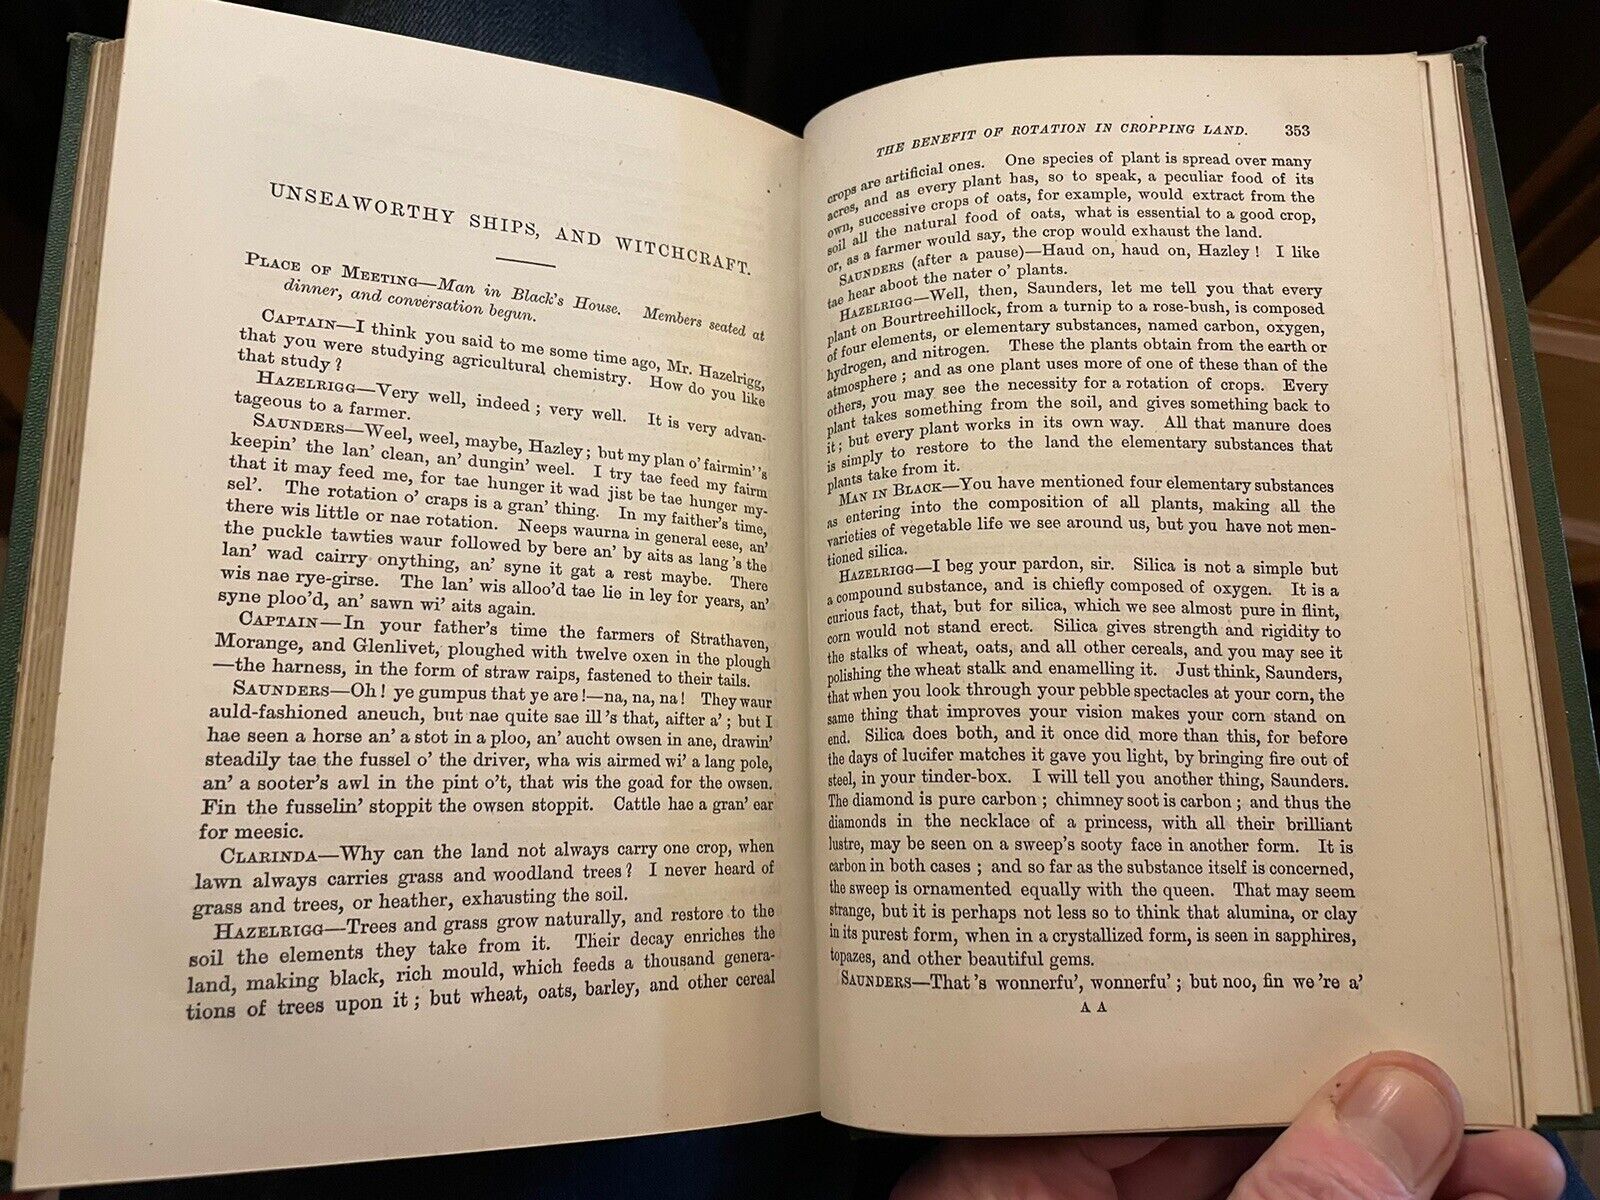 UNSEAWORTHY SHIPS, AND WITCHCRAFT.
PLACE OF MEETING—Man in Black's House. Members seated at
dinner, and conversation begun.
CAPTAIN—I think you said to me some time ago, Mr. Hazelrigg,
that you were studying agricultural chemistry. How do you like
that study?
HAZELRIGG—Very well, indeed; very well. It is very advan-
tageous to a farmer.
SAUNDERS—Weel, weel, maybe, Hazley; but my plan o' fairmin''s
keepin' the lan' clean, an' dungin' weel. I try tae feed my fairm
that it may feed me, for tae hunger it wad jist be tae hunger my-
sel'. The rotation o' craps is a gran' thing. In my faither's time,
there wis little or nae rotation. Neeps waurna in general eese, an'
the puckle tawties waur followed by bere an' by aits as lang 's the
lan' wad cairry onything, an' syne it gat a rest maybe. There
wis nae rye-girse. The lan' wis alloo'd tae lie in ley for years, an'
syne ploo'd, an' sawn wi' aits again.
CAPTAIN—In your father's time the farmers of Strathaven,
Morange, and Glenlivet, ploughed with twelve oxen in the plough
—the harness, in the form of straw raips, fastened to their tails.
SAUNDERS—Oh! ye gumpus that ye are!—na, na, na! They waur
auld-fashioned aneuch, but nae quite sae ill 's that, aifter a'; but I
hae seen a horse an' a stot in a ploo, an' aucht owsen in ane, drawin'
steadily tae the fussel o' the driver, wha wis airmed wi' a lang pole,
an' a sooter's awl in the pint o't, that wis the goad for the owsen.
Fin the fusselin' stoppit the owsen stoppit. Cattle hae a gran' ear
for meesic.
CLARINDA—Why can the land not always carry one crop, when
lawn always carries grass and woodland trees? I never heard of
grass and trees, or heather, exhausting the soil.
HAZELRIGG—Trees and grass grow naturally, and restore to the
soil the elements they take from it. Their decay enriches the
land, making black, rich mould, which feeds a thousand genera-
tions of trees upon it; but wheat, oats, barley, and other cereal
THE BENEFIT OF ROTATION IN CROPPING LAND. 353
crops are artificial ones. One species of plant is spread over many
acres, and as every plant has, so to speak, a peculiar food of its
own, successive crops of oats, for example, would extract from the
soil all the natural food of oats, what is essential to a good crop,
or, as a farmer would say, the crop would exhaust the land.
SAUNDERS (after a pause)—Haud on, haud on, Hazley! I like
tae hear aboot the nater o' plants.
HAZELRIGG—Well, then, Saunders, let me tell you that every
plant on Bourtreehillock, from a turnip to a rose-bush, is composed
of four elements, or elementary substances, named carbon, oxygen,
hydrogen, and nitrogen. These the plants obtain from the earth or
atmosphere; and as one plant uses more of one of these than of the
others, you may see the necessity for a rotation of crops. Every
plant takes something from the soil, and gives something back to
it; but every plant works in its own way. All that manure does
is simply to restore to the land the elementary substances that
plants take from it.
MAN IN BLACK—You have mentioned four elementary substances
as entering into the composition of all plants, making all the
varieties of vegetable life we see around us, but you have not men-
tioned silica.
HAZELRIGG—I beg your pardon, sir. Silica is not a simple but
a compound substance, and is chiefly composed of oxygen. It is a
curious fact, that, but for silica, which we see almost pure in flint,
corn would not stand erect. Silica gives strength and rigidity to
the stalks of wheat, oats, and all other cereals, and you may see it
polishing the wheat stalk and enamelling it. Just think, Saunders,
that when you look through your pebble spectacles at your corn, the
same thing that improves your vision makes your corn stand on
end. Silica does both, and it once did more than this, for before
the days of lucifer matches it gave you light, by bringing fire out of
steel, in your tinder-box. I will tell you another thing, Saunders.
The diamond is pure carbon; chimney soot is carbon; and thus the
diamonds in the necklace of a princess, with all their brilliant
lustre, may be seen on a sweep's sooty face in another form. It is
carbon in both cases; and so far as the substance itself is concerned,
the sweep is ornamented equally with the queen. That may seem
strange, but it is perhaps not less so to think that alumina, or clay
in its purest form, when in a crystallized form, is seen in sapphires,
topazes, and other beautiful gems.
SAUNDERS—That 's wonnerfu', wonnerfu'; but noo, fin we 're a'
A A